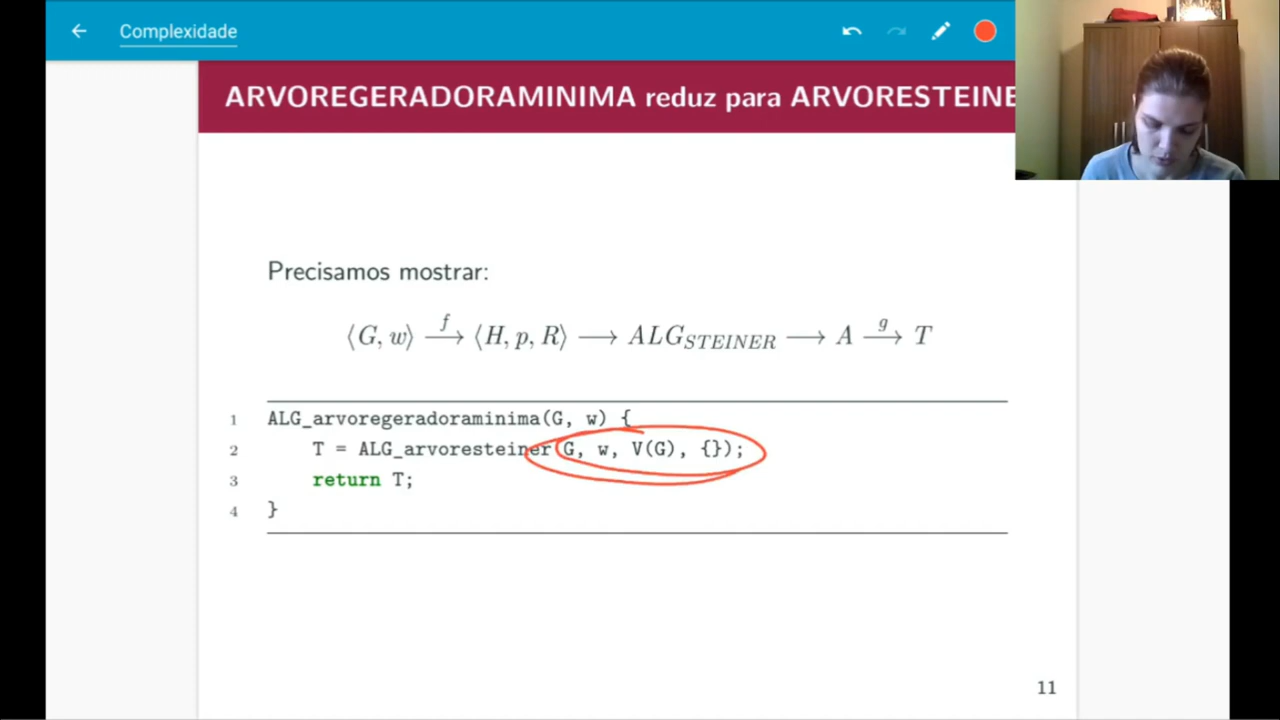 Complexidade
ARVOREGERADORAMINIMA reduz para ARVORESTEINE
Precisamos mostrar:
⟨G, w⟩ —f→ ⟨H, p, R⟩ ⟶ ALG_STEINER ⟶ A —g→ T
1 ALG_arvoregeradoraminima(G, w) {
2 T = ALG_arvoresteiner(G, w, V(G), {});
3 return T;
4 }
11